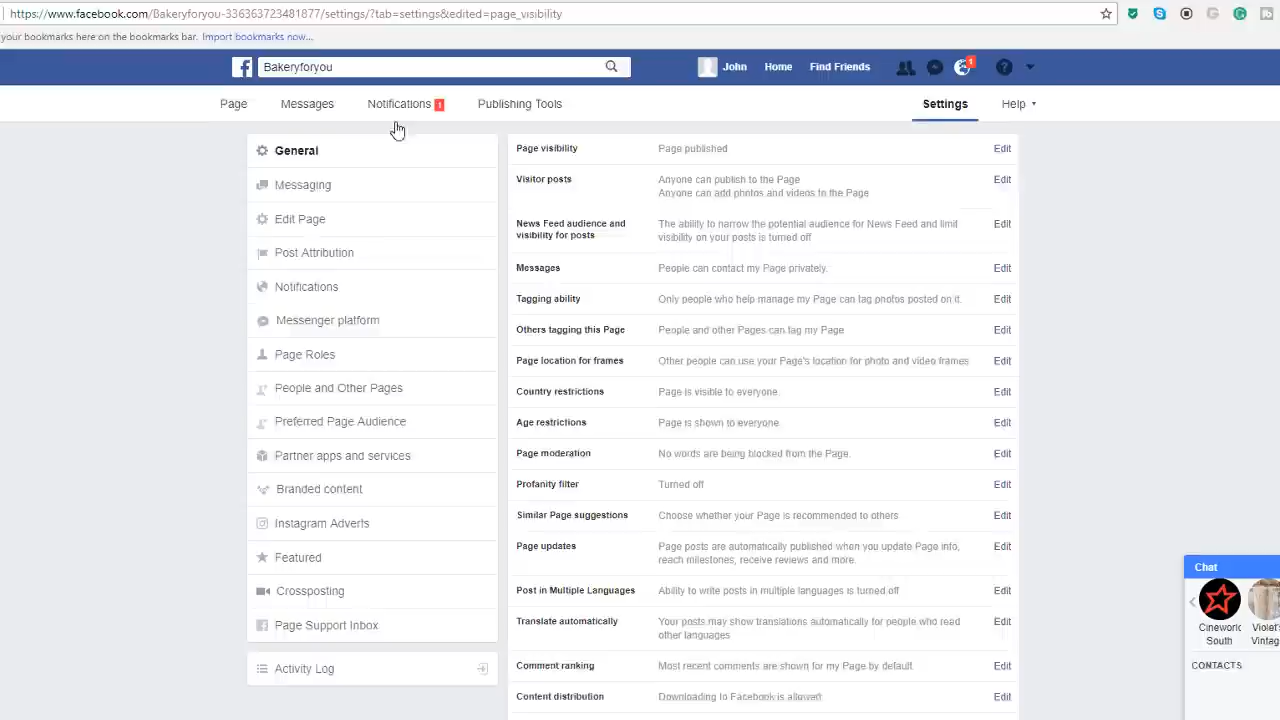 https://www.facebook.com/Bakeryforyou-336363723481877/settings/?tab=settings&edited=page_visibility
your bookmarks here on the bookmarks bar. Import bookmarks now...
Bakeryforyou
John Home Find Friends 1
Page Messages Notifications 1 Publishing Tools Settings Help
General
Messaging
Edit Page
Post Attribution
Notifications
Messenger platform
Page Roles
People and Other Pages
Preferred Page Audience
Partner apps and services
Branded content
Instagram Adverts
Featured
Crossposting
Page Support Inbox
Activity Log
Page visibility Page published Edit
Visitor posts Anyone can publish to the Page Edit
Anyone can add photos and videos to the Page
News Feed audience and The ability to narrow the potential audience for News Feed and limit Edit
visibility for posts visibility on your posts is turned off
Messages People can contact my Page privately. Edit
Tagging ability Only people who help manage my Page can tag photos posted on it. Edit
Others tagging this Page People and other Pages can tag my Page Edit
Page location for frames Other people can use your Page's location for photo and video frames Edit
Country restrictions Page is visible to everyone. Edit
Age restrictions Page is shown to everyone. Edit
Page moderation No words are being blocked from the Page. Edit
Profanity filter Turned off Edit
Similar Page suggestions Choose whether your Page is recommended to others Edit
Page updates Page posts are automatically published when you update Page info, Edit
reach milestones, receive reviews and more.
Post in Multiple Languages Ability to write posts in multiple languages is turned off Edit
Translate automatically Your posts may show translations automatically for people who read Edit
other languages
Comment ranking Most recent comments are shown for my Page by default. Edit
Content distribution Downloading to Facebook is allowed Edit
Chat
Cineworld Violet's
South Vintag
CONTACTS